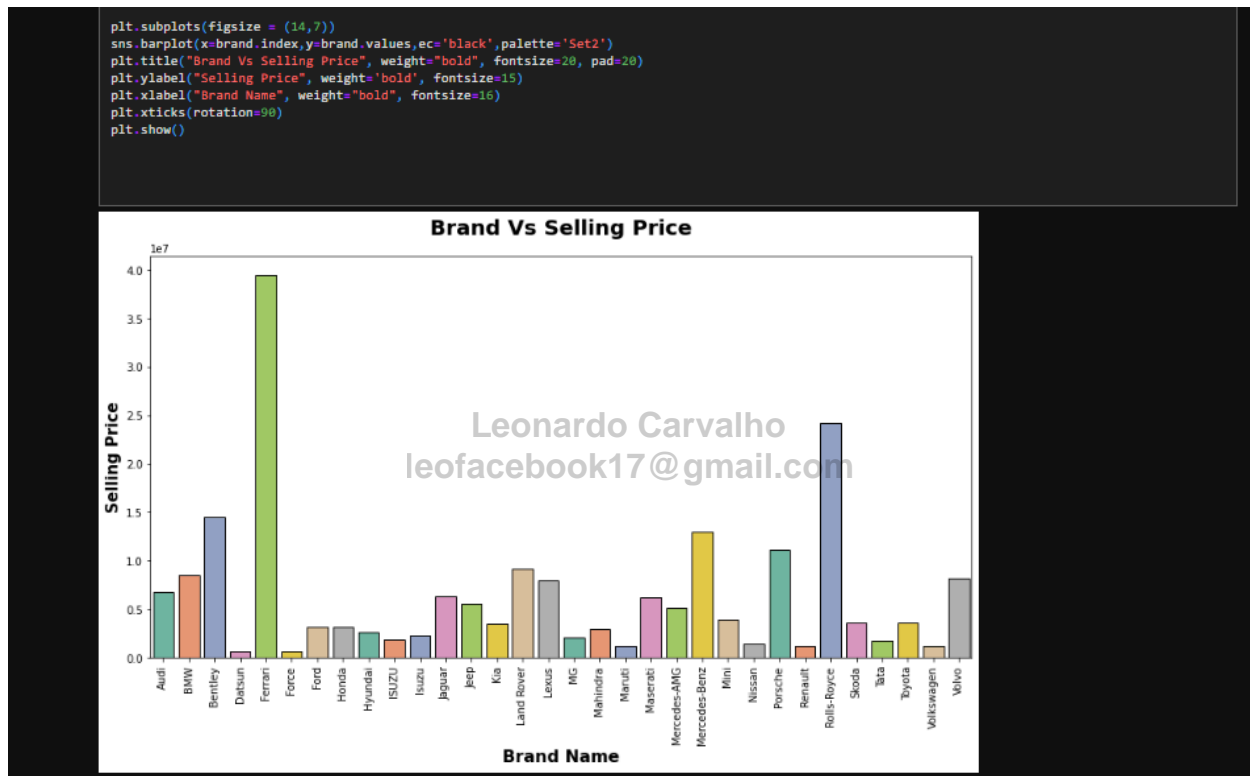 plt.subplots(figsize = (14,7))
sns.barplot(x=brand.index,y=brand.values,ec='black',palette='Set2')
plt.title("Brand Vs Selling Price", weight="bold", fontsize=20, pad=20)
plt.ylabel("Selling Price", weight='bold', fontsize=15)
plt.xlabel("Brand Name", weight="bold", fontsize=16)
plt.xticks(rotation=90)
plt.show()
Brand Vs Selling Price
1e7
4.0
3.5
3.0
2.5
2.0
1.5
1.0
0.5
0.0
Selling Price
Leonardo Carvalho
leofacebook17@gmail.com
Audi
BMW
Bentley
Datsun
Ferrari
Force
Ford
Honda
Hyundai
ISUZU
Isuzu
Jaguar
Jeep
Kia
Land Rover
Lexus
MG
Mahindra
Maruti
Maserati
Mercedes-AMG
Mercedes-Benz
Mini
Nissan
Porsche
Renault
Rolls-Royce
Skoda
Tata
Toyota
Volkswagen
Volvo
Brand Name